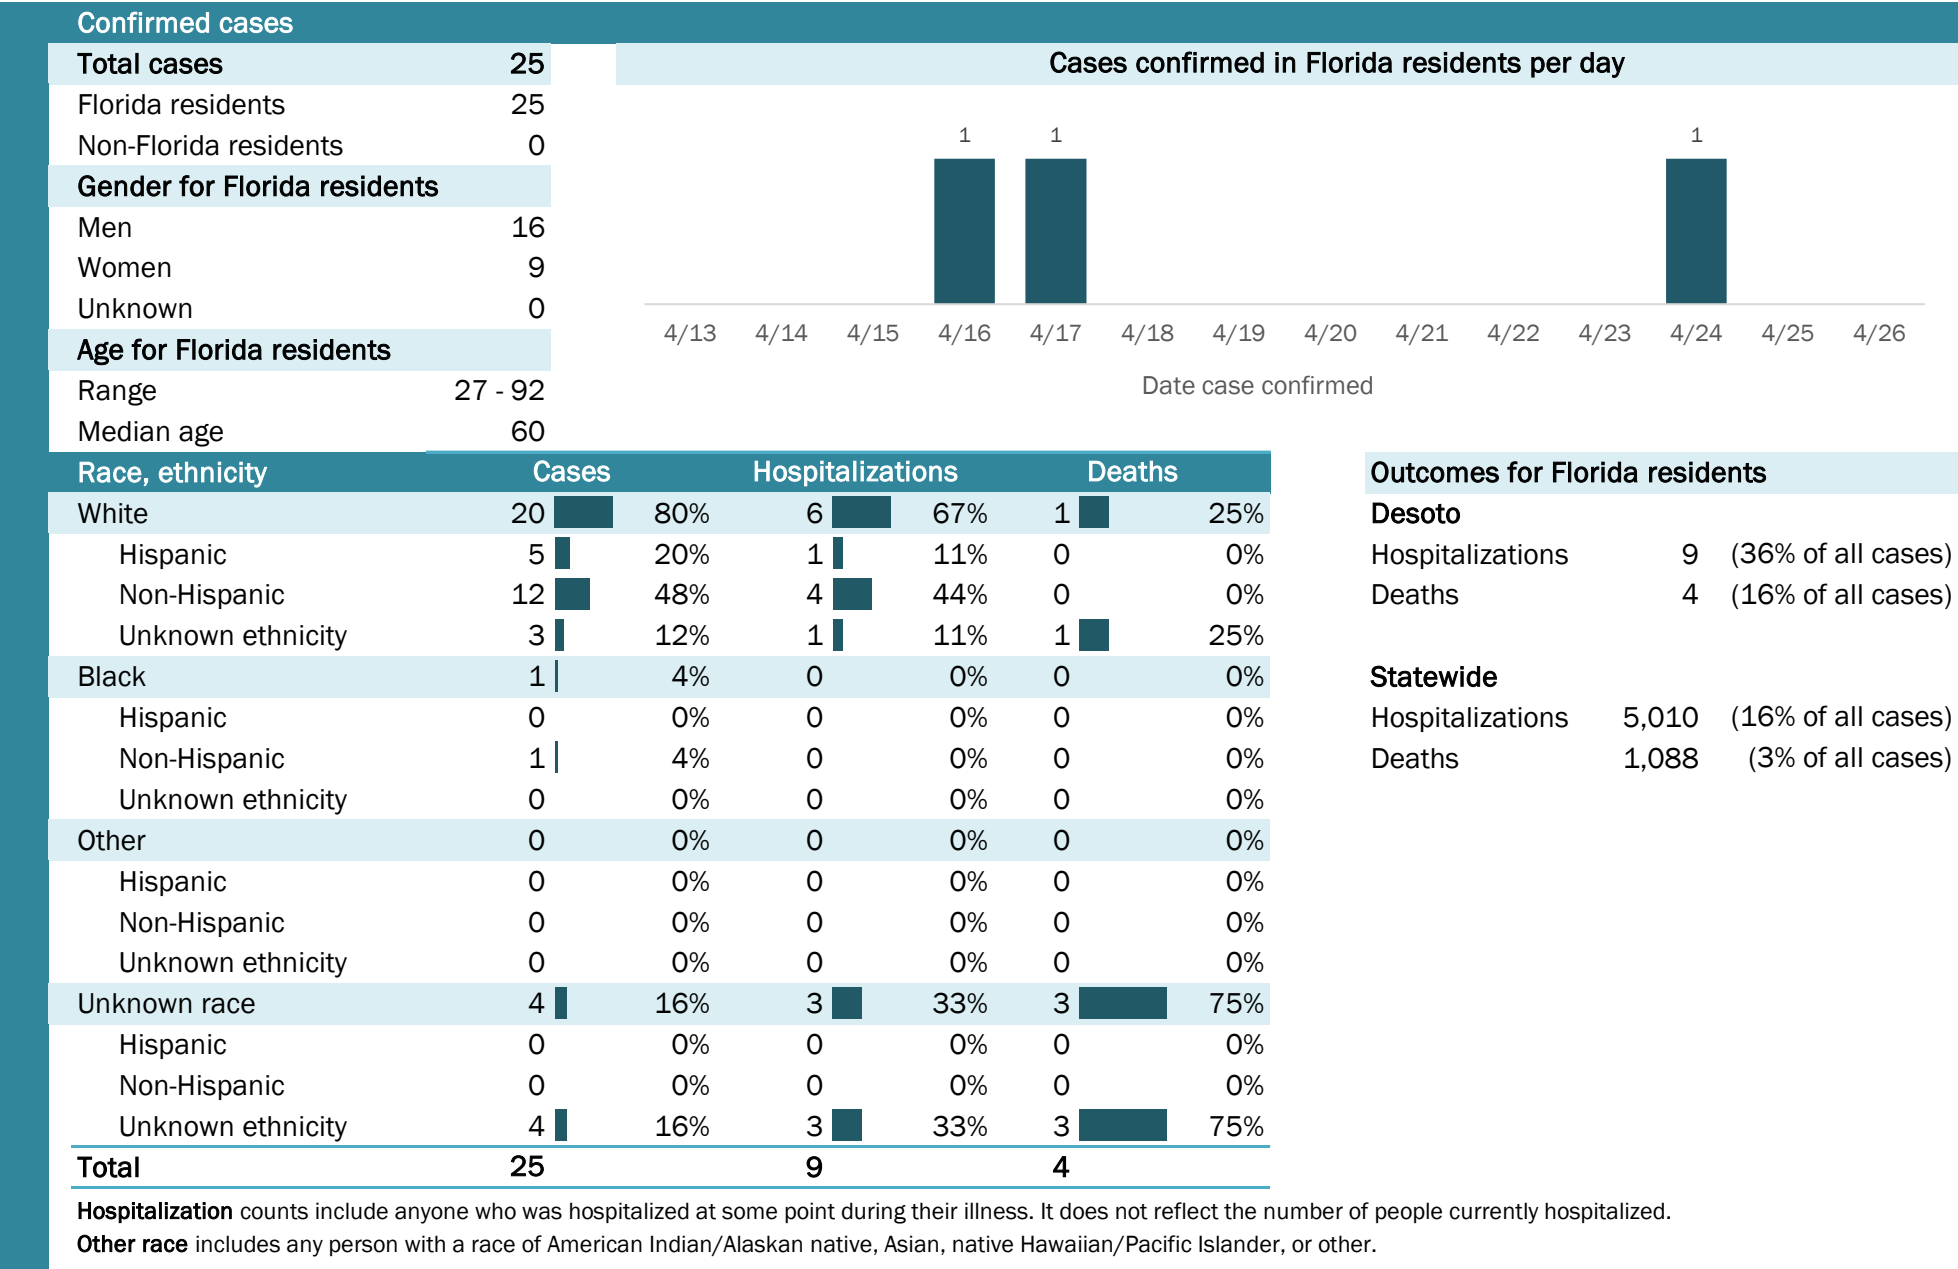 Confirmed cases
Total cases 25
Florida residents 25
Non-Florida residents 0
Gender for Florida residents
Men 16
Women 9
Unknown 0
Age for Florida residents
Range 27 - 92
Median age 60
Cases confirmed in Florida residents per day
1 1 1
4/13 4/14 4/15 4/16 4/17 4/18 4/19 4/20 4/21 4/22 4/23 4/24 4/25 4/26
Date case confirmed
Race, ethnicity Cases Hospitalizations Deaths
White 20 80% 6 67% 1 25%
Hispanic 5 20% 1 11% 0 0%
Non-Hispanic 12 48% 4 44% 0 0%
Unknown ethnicity 3 12% 1 11% 1 25%
Black 1 4% 0 0% 0 0%
Hispanic 0 0% 0 0% 0 0%
Non-Hispanic 1 4% 0 0% 0 0%
Unknown ethnicity 0 0% 0 0% 0 0%
Other 0 0% 0 0% 0 0%
Hispanic 0 0% 0 0% 0 0%
Non-Hispanic 0 0% 0 0% 0 0%
Unknown ethnicity 0 0% 0 0% 0 0%
Unknown race 4 16% 3 33% 3 75%
Hispanic 0 0% 0 0% 0 0%
Non-Hispanic 0 0% 0 0% 0 0%
Unknown ethnicity 4 16% 3 33% 3 75%
Total 25 9 4
Outcomes for Florida residents
Desoto
Hospitalizations 9 (36% of all cases)
Deaths 4 (16% of all cases)
Statewide
Hospitalizations 5,010 (16% of all cases)
Deaths 1,088 (3% of all cases)
Hospitalization counts include anyone who was hospitalized at some point during their illness. It does not reflect the number of people currently hospitalized.
Other race includes any person with a race of American Indian/Alaskan native, Asian, native Hawaiian/Pacific Islander, or other.